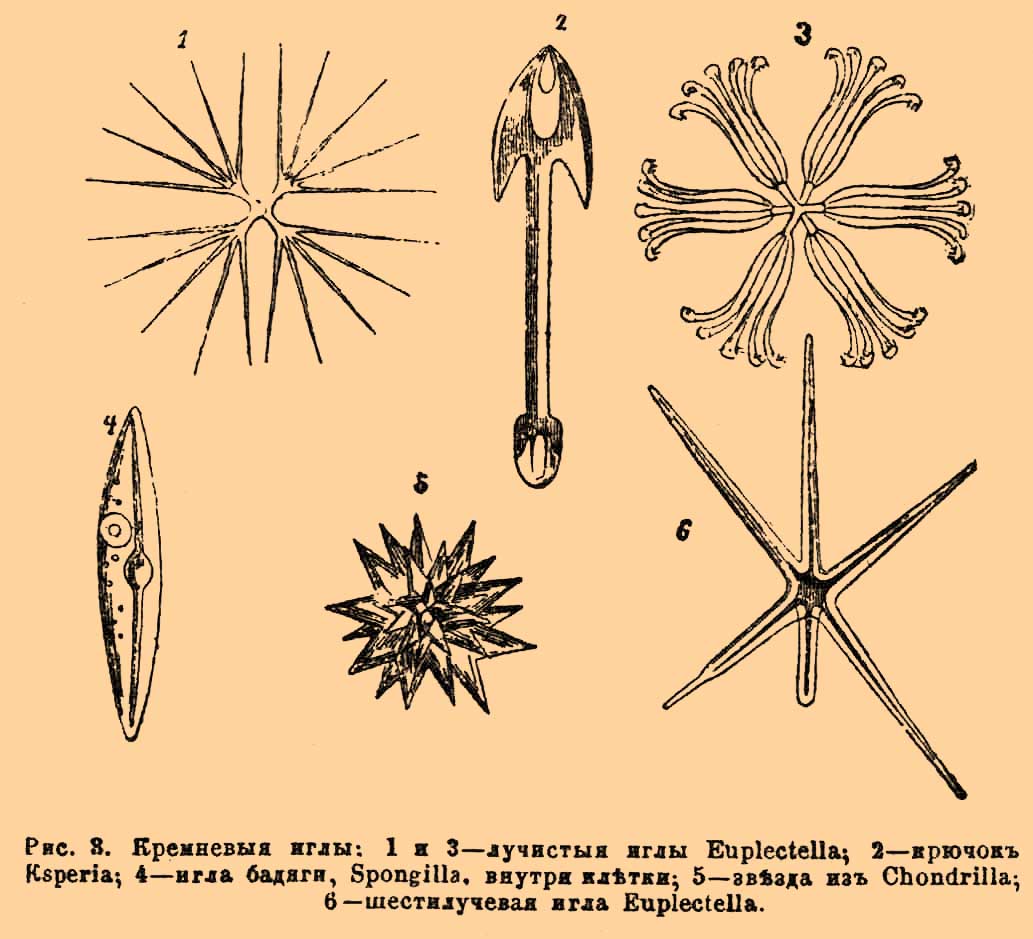 1
2
3
4
5
6
Рис. 3. Кремневыя иглы: 1 и 3—лучистыя иглы Euplectella; 2—крючокъ
Esperia; 4—игла бадяги, Spongilla, внутри клѣтки; 5—звѣзда изъ Chondrilla;
6—шестилучевая игла Euplectella.